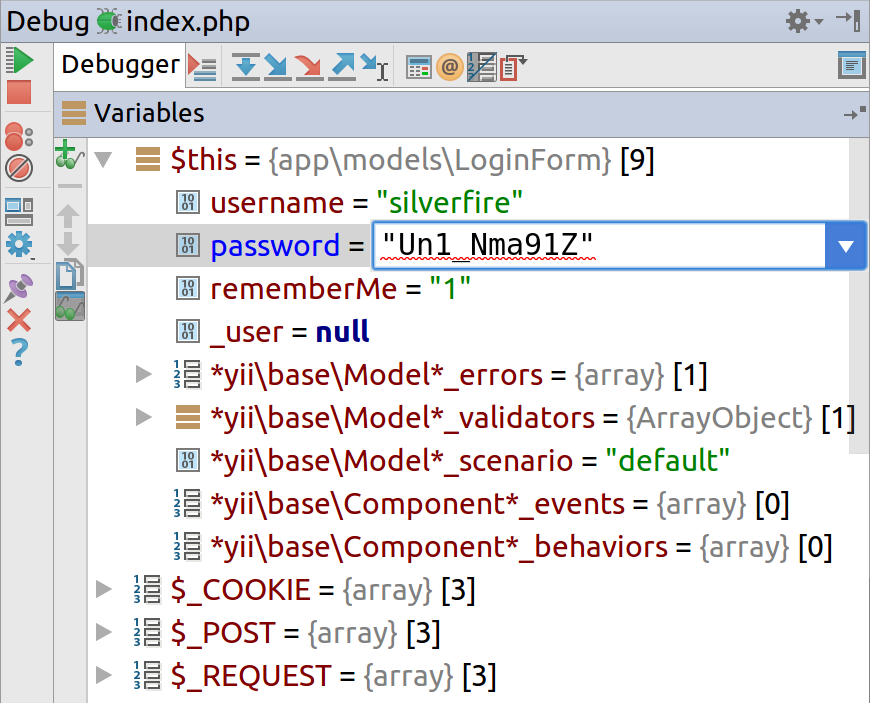 Debug index.php
Debugger
Variables
$this = {app\models\LoginForm} [9]
username = "silverfire"
password = "Un1_Nma91Z"
rememberMe = "1"
_user = null
*yii\base\Model*_errors = {array} [1]
*yii\base\Model*_validators = {ArrayObject} [1]
*yii\base\Model*_scenario = "default"
*yii\base\Component*_events = {array} [0]
*yii\base\Component*_behaviors = {array} [0]
$_COOKIE = {array} [3]
$_POST = {array} [3]
$_REQUEST = {array} [3]